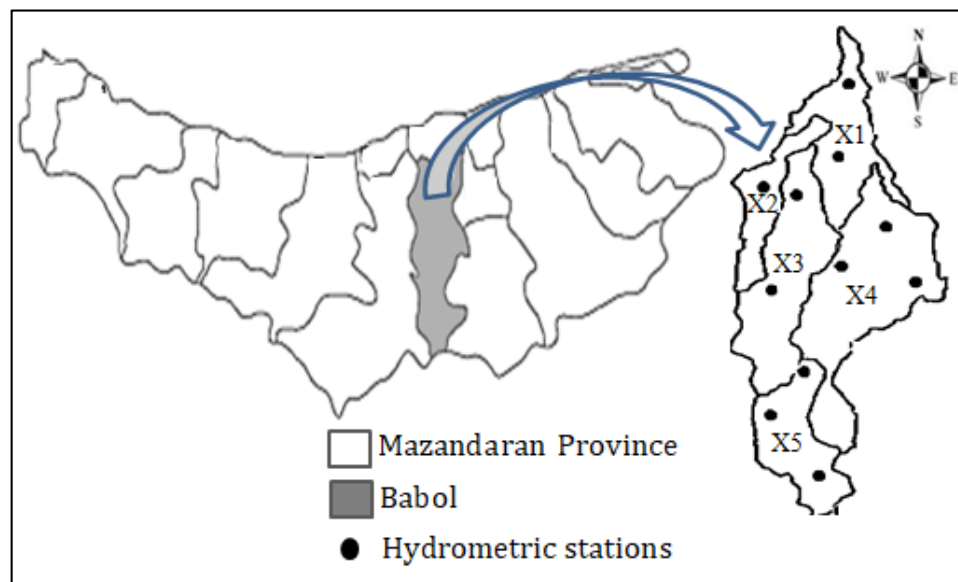 N
W E
S
X1
X2
X3
X4
X5
Mazandaran Province
Babol
Hydrometric stations